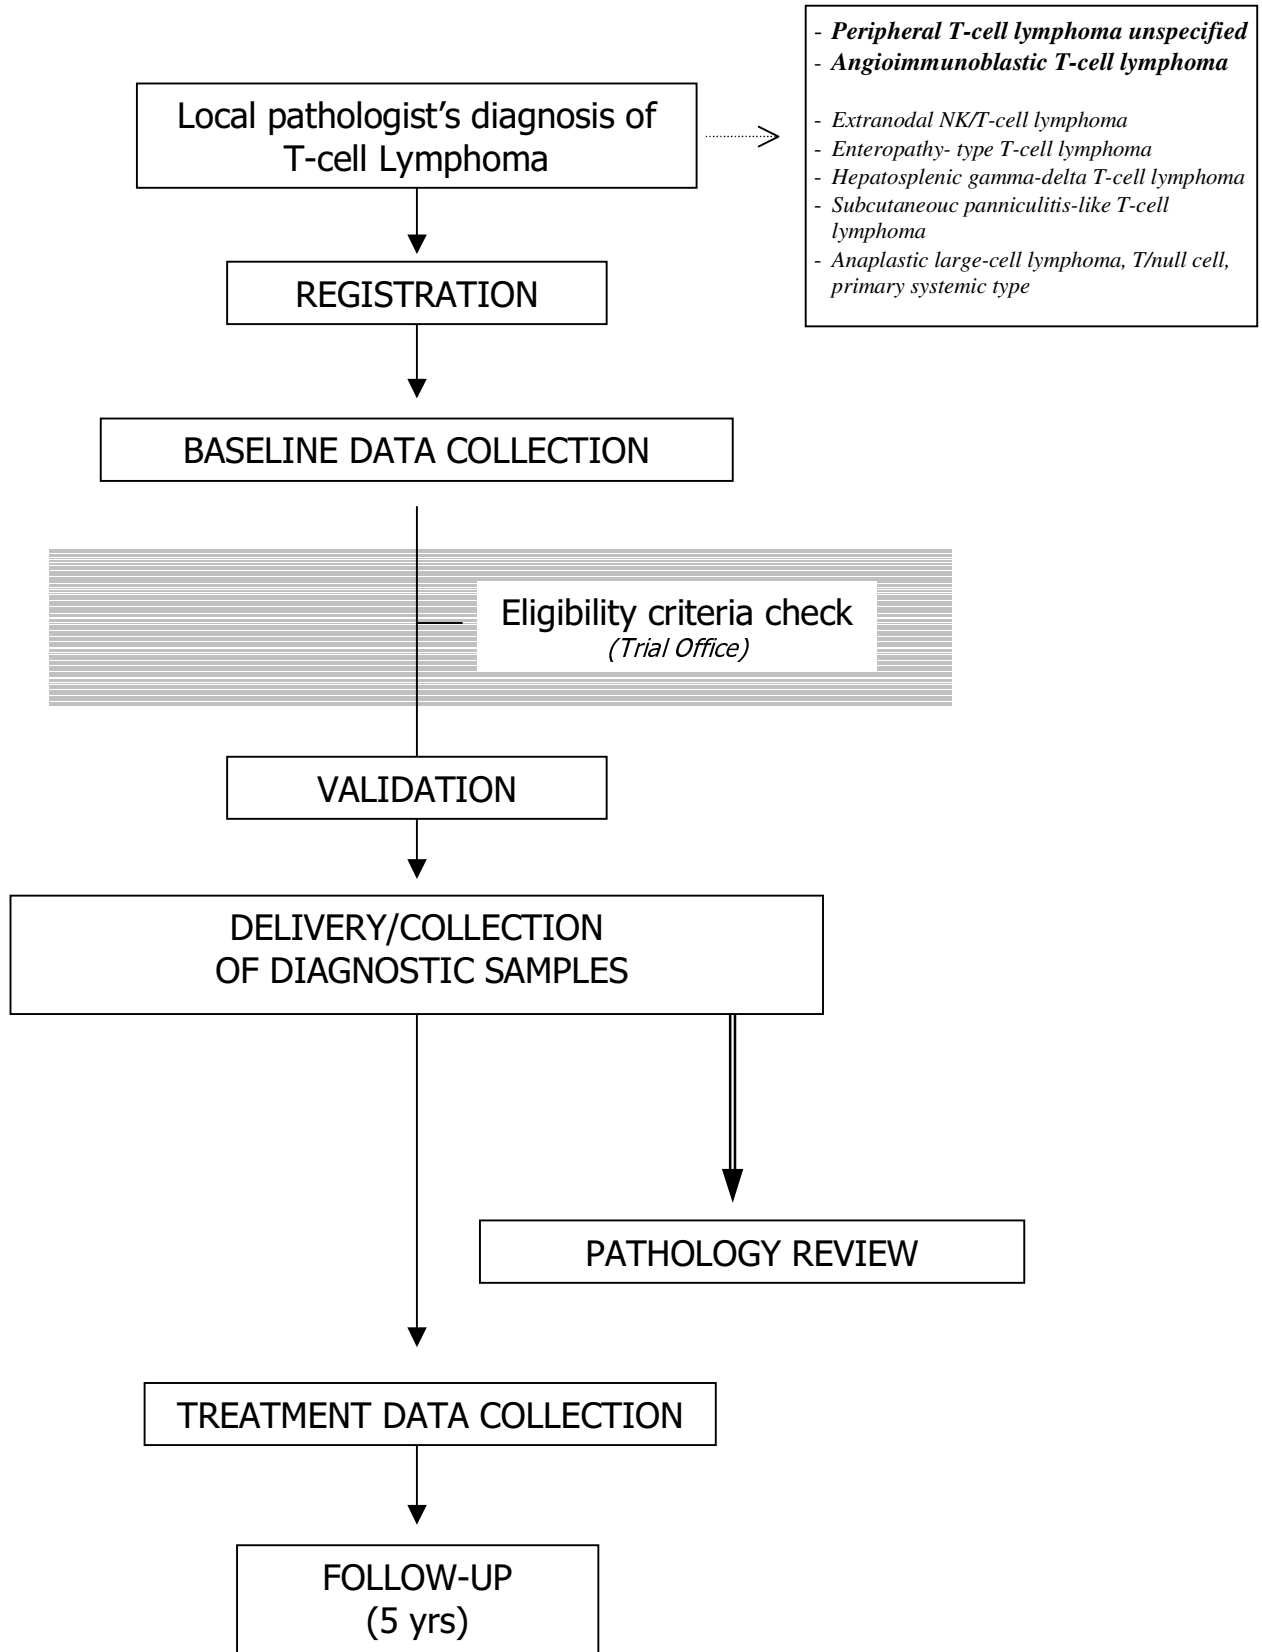 - Peripheral T-cell lymphoma unspecified
- Angioimmunoblastic T-cell lymphoma
- Extranodal NK/T-cell lymphoma
- Enteropathy- type T-cell lymphoma
- Hepatosplenic gamma-delta T-cell lymphoma
- Subcutaneouc panniculitis-like T-cell
lymphoma
- Anaplastic large-cell lymphoma, T/null cell,
primary systemic type
Local pathologist’s diagnosis of
T-cell Lymphoma
REGISTRATION
BASELINE DATA COLLECTION
Eligibility criteria check
(Trial Office)
VALIDATION
DELIVERY/COLLECTION
OF DIAGNOSTIC SAMPLES
PATHOLOGY REVIEW
TREATMENT DATA COLLECTION
FOLLOW-UP
(5 yrs)